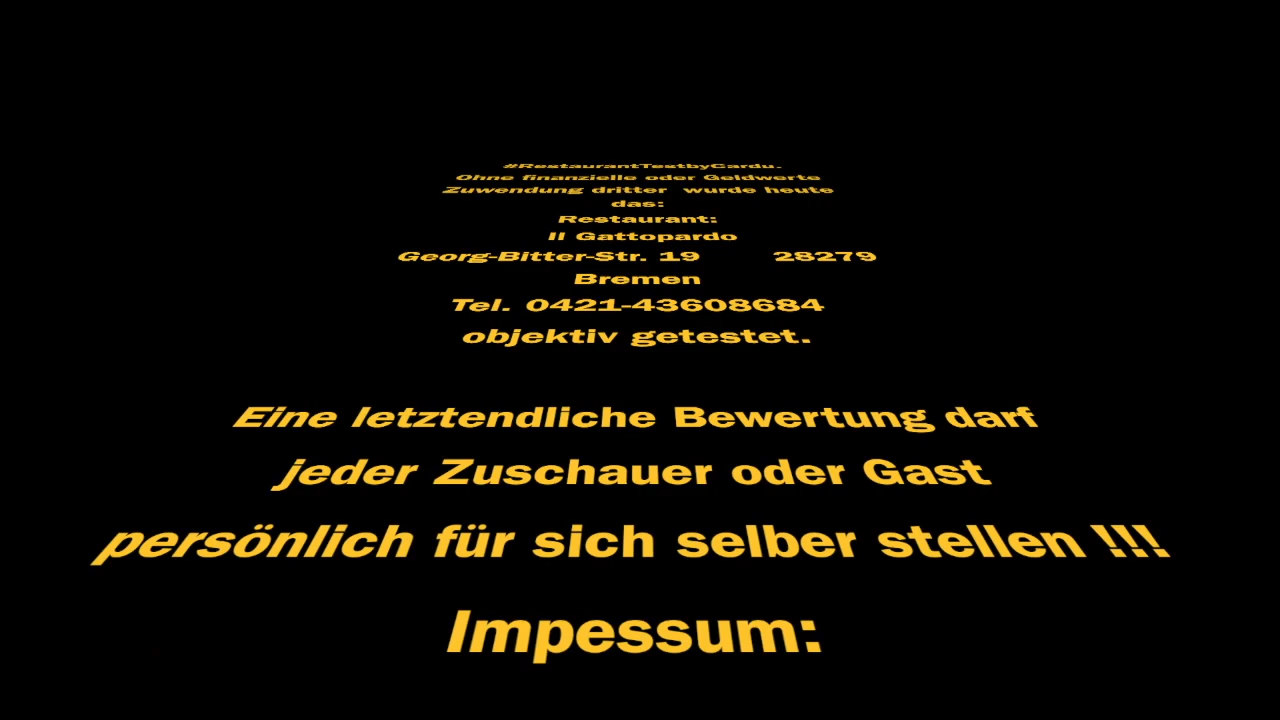 #RestaurantTestbyCardu.
Ohne finanzielle oder Geldwerte
Zuwendung dritter wurde heute
das:
Restaurant:
Il Gattopardo
Georg-Bitter-Str. 19 28279
Bremen
Tel. 0421-43608684
objektiv getestet.
Eine letztendliche Bewertung darf
jeder Zuschauer oder Gast
persönlich für sich selber stellen !!!
Impessum: